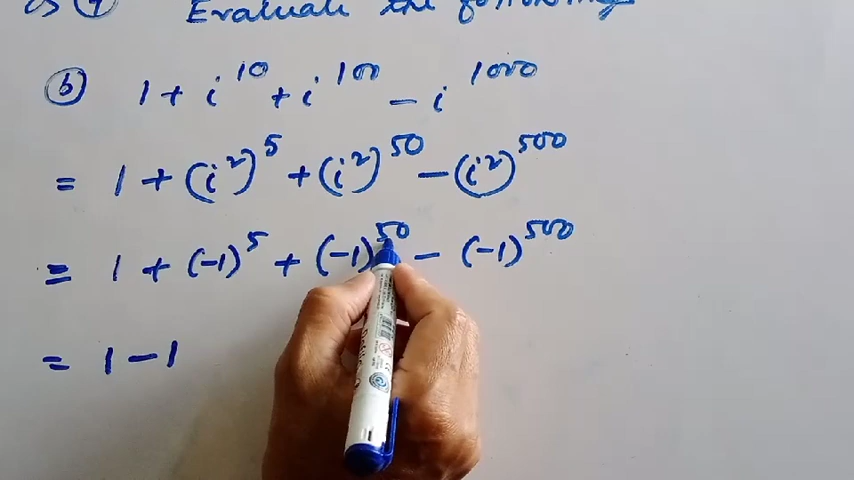 Evaluate the following
(b) 1 + i^10 + i^100 - i^1000
= 1 + (i^2)^5 + (i^2)^50 - (i^2)^500
= 1 + (-1)^5 + (-1)^50 - (-1)^500
= 1 - 1